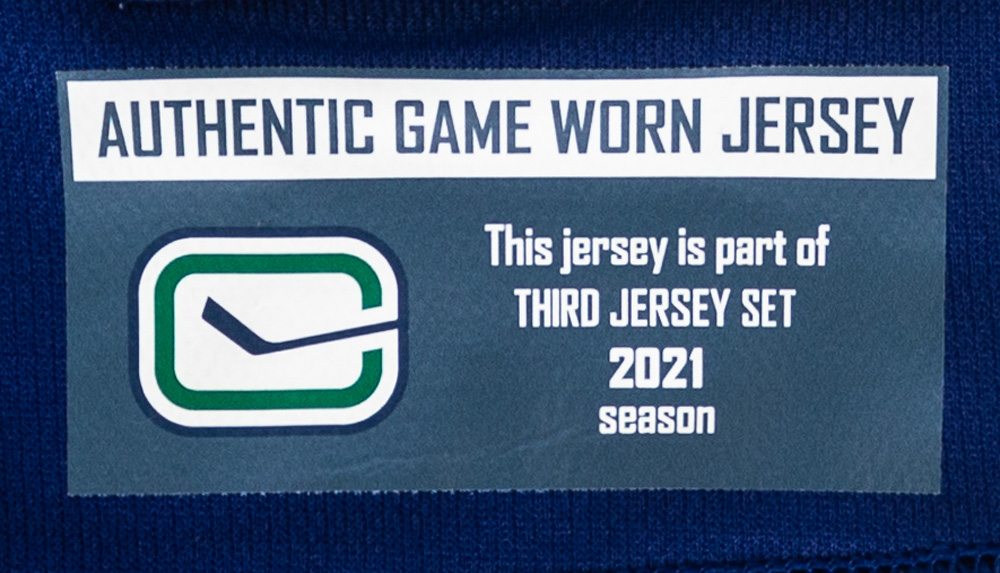 AUTHENTIC GAME WORN JERSEY
This jersey is part of
THIRD JERSEY SET
2021
season